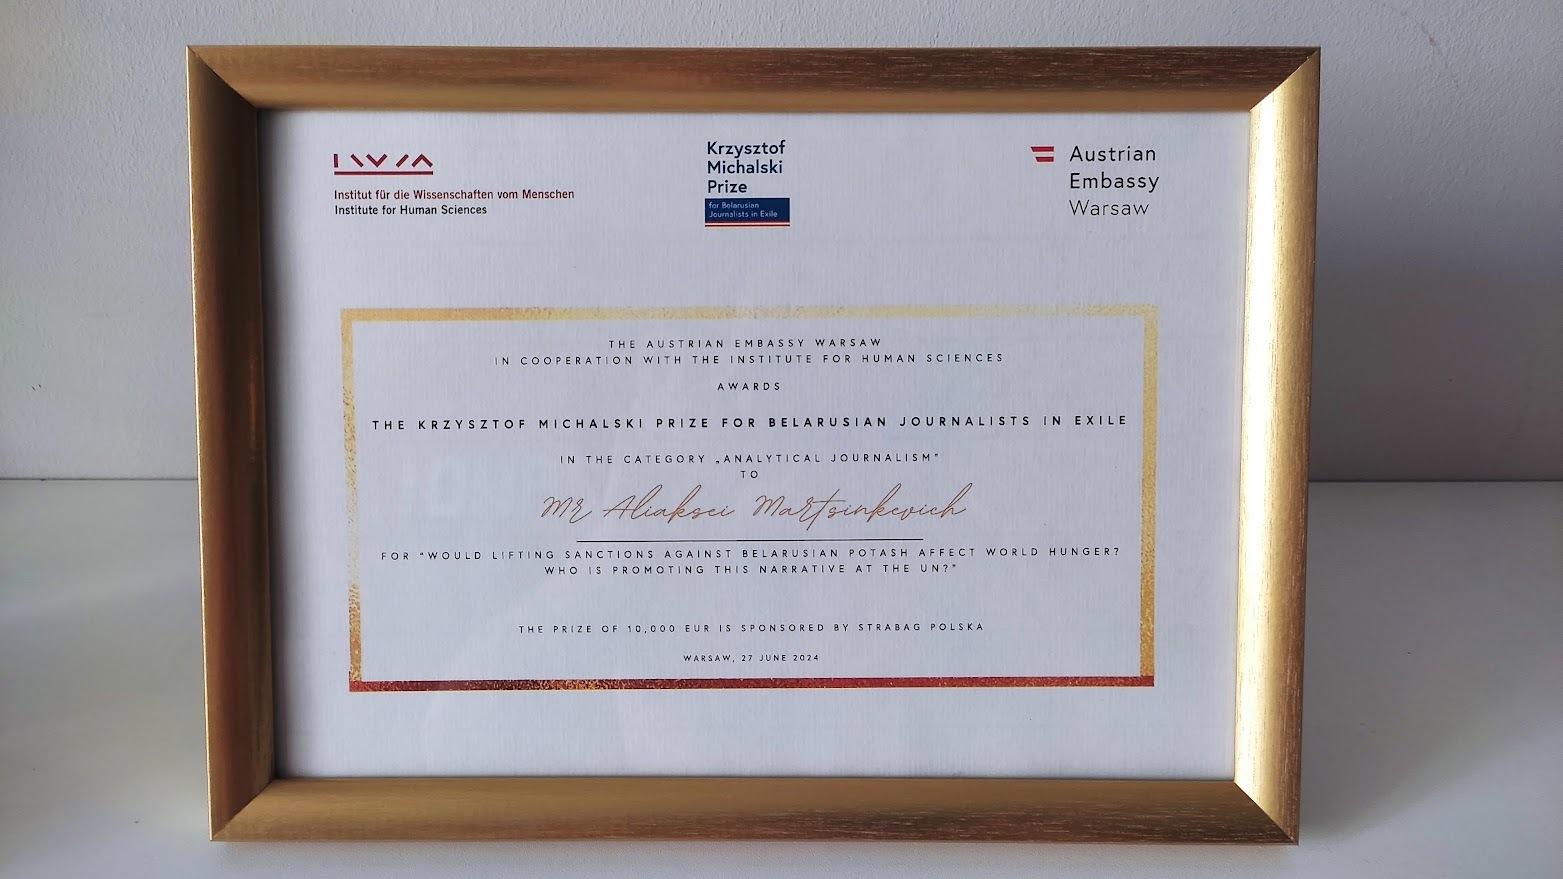 Institut für die Wissenschaften vom Menschen
Institute for Human Sciences
Krzysztof
Michalski
Prize
for Belarusian
Journalists in Exile
Austrian
Embassy
Warsaw
THE AUSTRIAN EMBASSY WARSAW
IN COOPERATION WITH THE INSTITUTE FOR HUMAN SCIENCES
AWARDS
THE KRZYSZTOF MICHALSKI PRIZE FOR BELARUSIAN JOURNALISTS IN EXILE
IN THE CATEGORY „ANALYTICAL JOURNALISM”
TO
Mr Aliaksei Martsinkevich
FOR “WOULD LIFTING SANCTIONS AGAINST BELARUSIAN POTASH AFFECT WORLD HUNGER?
WHO IS PROMOTING THIS NARRATIVE AT THE UN?”
THE PRIZE OF 10,000 EUR IS SPONSORED BY STRABAG POLSKA
WARSAW, 27 JUNE 2024